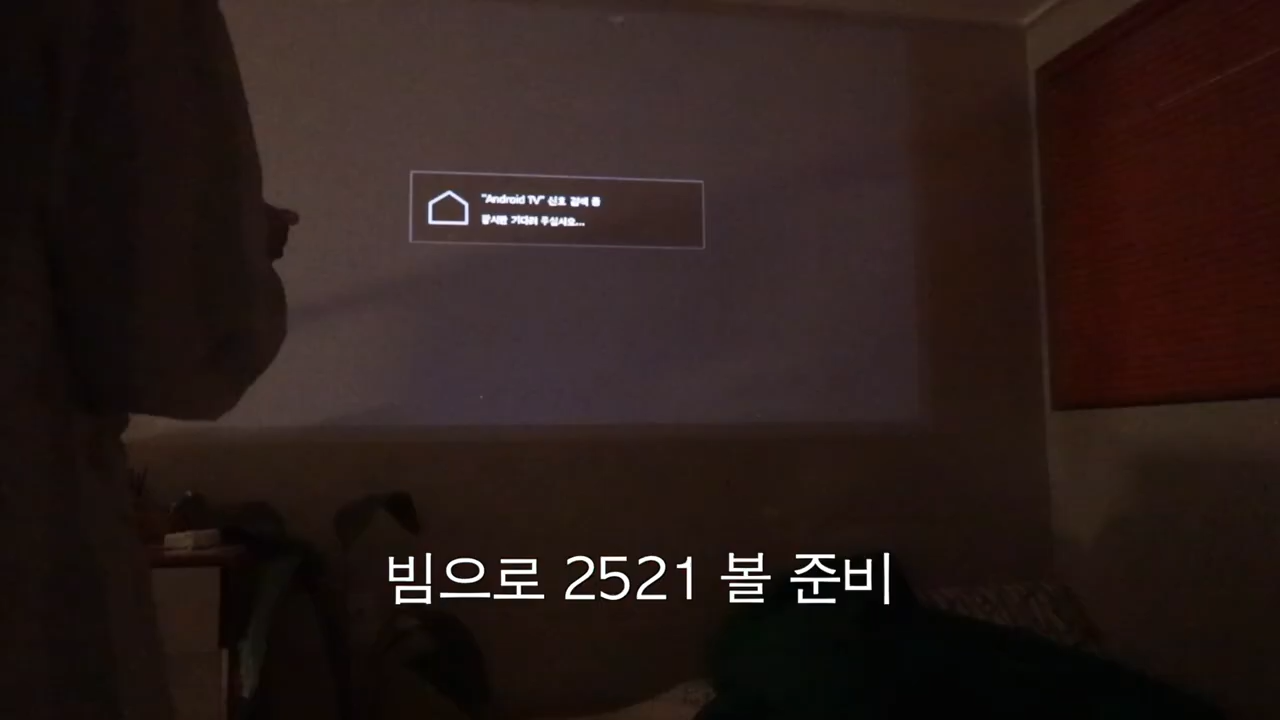 "Android TV" 신호 검색 중
잠시만 기다려 주십시오...
빔으로 2521 볼 준비